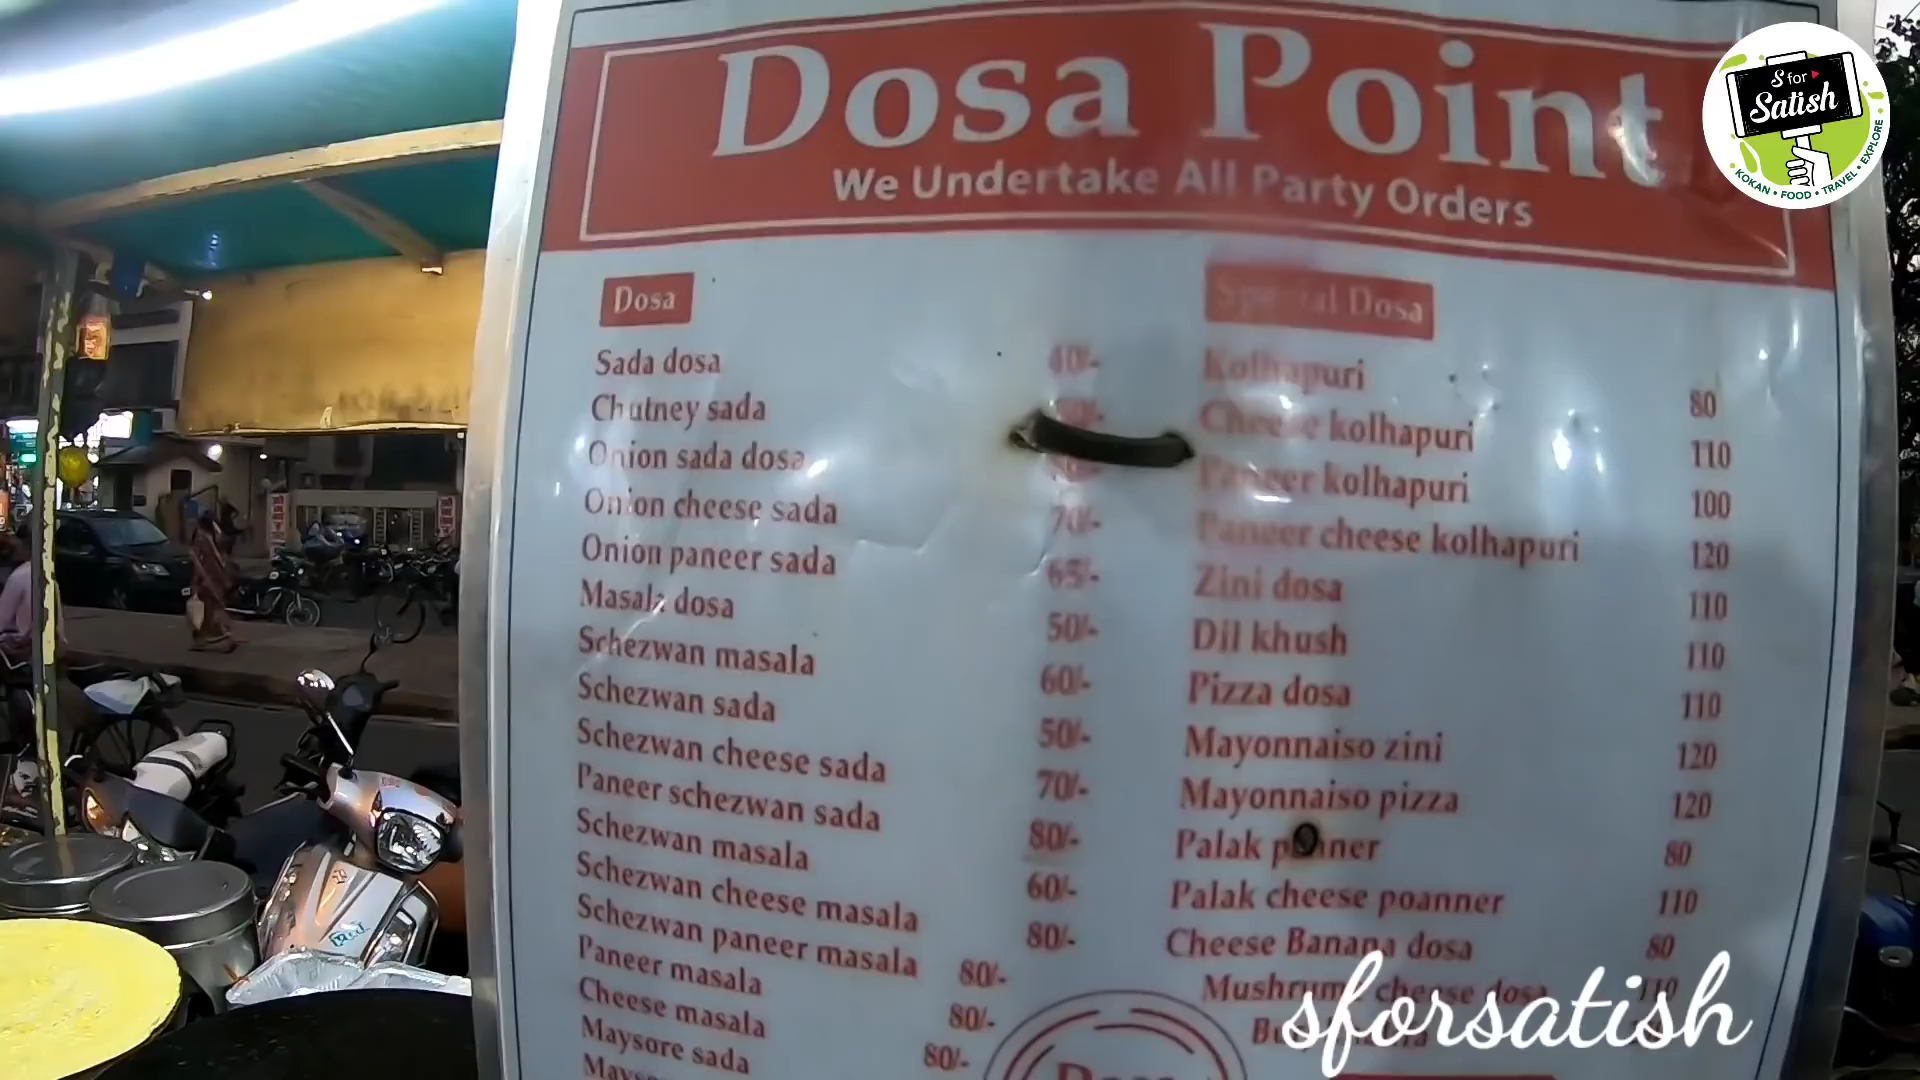 Dosa Point
We Undertake All Party Orders
Dosa
Sada dosa 40/-
Chutney sada
Onion sada dosa
Onion cheese sada 70/-
Onion paneer sada 65/-
Masala dosa 50/-
Schezwan masala 60/-
Schezwan sada 50/-
Schezwan cheese sada 70/-
Paneer schezwan sada 80/-
Schezwan masala 60/-
Schezwan cheese masala 80/-
Schezwan paneer masala 80/-
Paneer masala 80/-
Cheese masala 80/-
Maysore sada
Special Dosa
Kolhapuri 80
Cheese kolhapuri 110
Paneer kolhapuri 100
Paneer cheese kolhapuri 120
Zini dosa 110
Dil khush 110
Pizza dosa 110
Mayonnaiso zini 120
Mayonnaiso pizza 120
Palak panner 80
Palak cheese poanner 110
Cheese Banana dosa 80
Mushrum cheese dosa 110
S for
Satish
KOKAN • FOOD • TRAVEL • EXPLORE
sforsatish